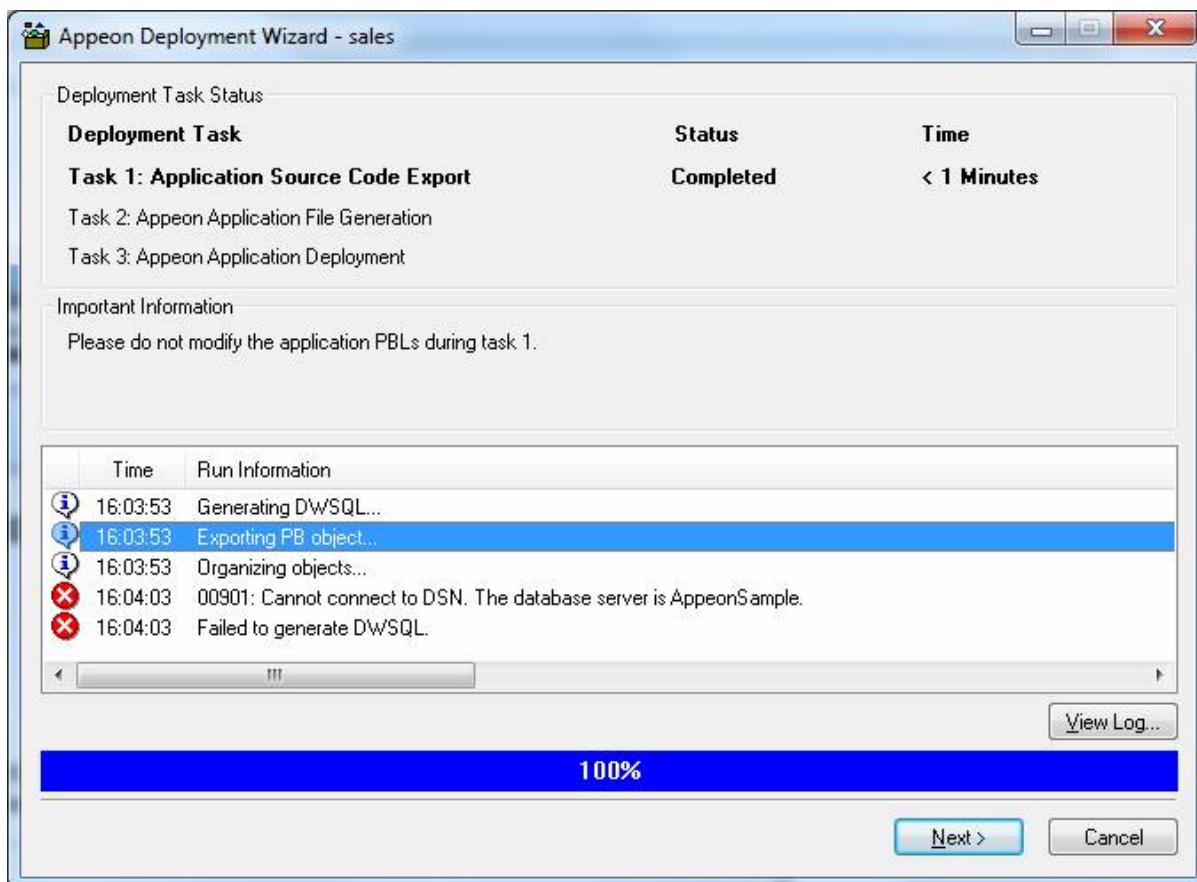 Appeon Deployment Wizard - sales
Deployment Task Status
Deployment Task Status Time
Task 1: Application Source Code Export Completed < 1 Minutes
Task 2: Appeon Application File Generation
Task 3: Appeon Application Deployment
Important Information
Please do not modify the application PBLs during task 1.
Time Run Information
16:03:53 Generating DWSQL...
16:03:53 Exporting PB object...
16:03:53 Organizing objects...
16:04:03 00901: Cannot connect to DSN. The database server is AppeonSample.
16:04:03 Failed to generate DWSQL.
View Log...
100%
Next > Cancel